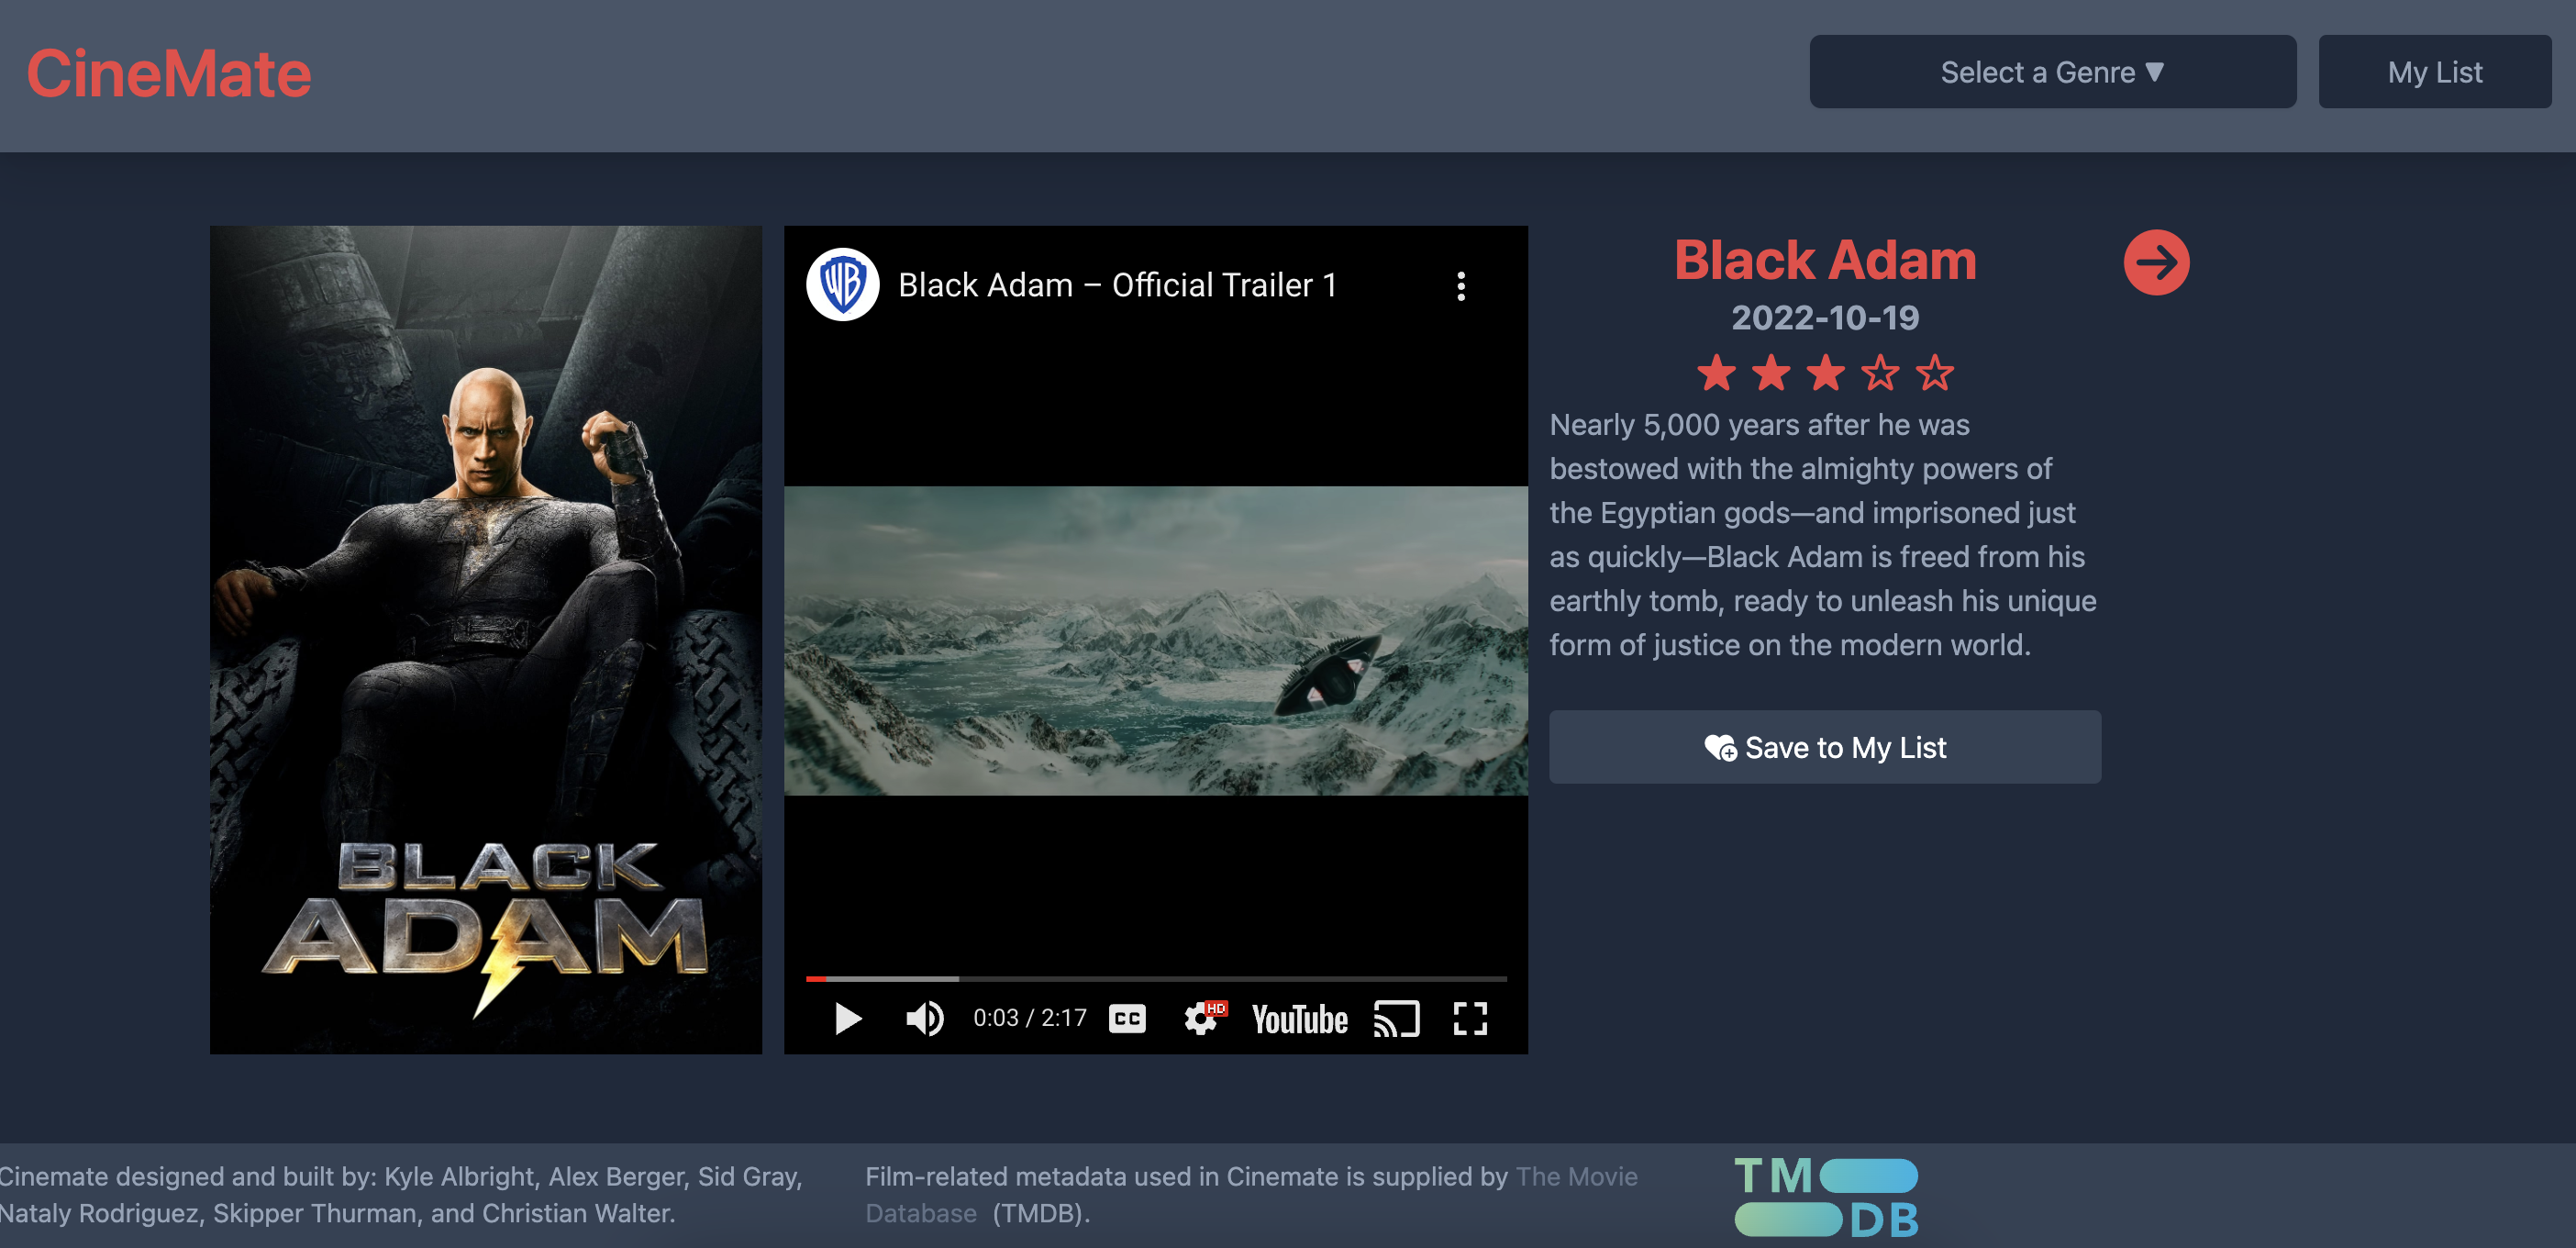 CineMate
Select a Genre ▼
My List
BLACK
ADAM
WB
Black Adam – Official Trailer 1
0:03 / 2:17
CC
HD
YouTube
Black Adam
2022-10-19
Nearly 5,000 years after he was
bestowed with the almighty powers of
the Egyptian gods—and imprisoned just
as quickly—Black Adam is freed from his
earthly tomb, ready to unleash his unique
form of justice on the modern world.
Save to My List
Cinemate designed and built by: Kyle Albright, Alex Berger, Sid Gray,
Nataly Rodriguez, Skipper Thurman, and Christian Walter.
Film-related metadata used in Cinemate is supplied by The Movie
Database (TMDB).
TM
DB